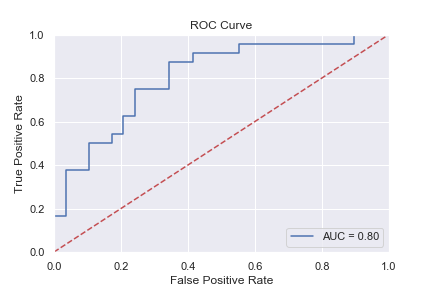 ROC Curve
1.0
0.8
0.6
0.4
0.2
0.0
True Positive Rate
AUC = 0.80
0.0 0.2 0.4 0.6 0.8 1.0
False Positive Rate